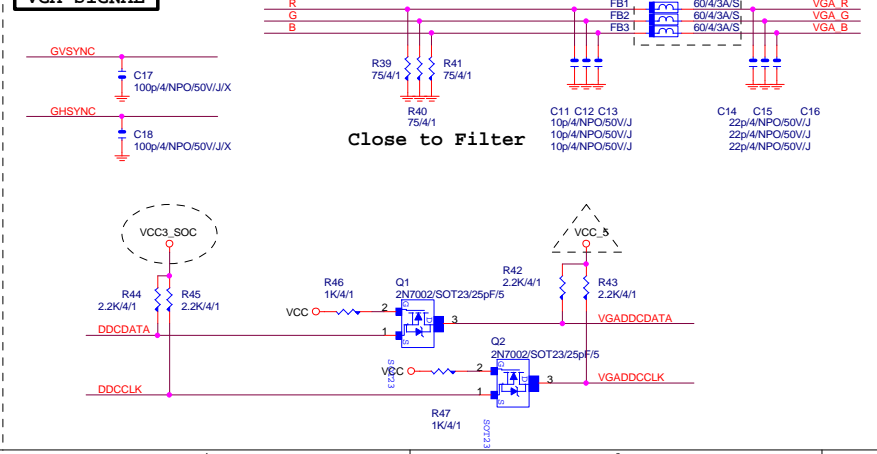 VGA SIGNAL
R
G
B
FB1
FB2
FB3
60/4/3A/S
60/4/3A/S
60/4/3A/S
VGA_R
VGA_G
VGA_B
GVSYNC
C17
100p/4/NPO/50V/J/X
GHSYNC
C18
100p/4/NPO/50V/J/X
R39
75/4/1
R41
75/4/1
R40
75/4/1
Close to Filter
C11 C12 C13
10p/4/NPO/50V/J
10p/4/NPO/50V/J
10p/4/NPO/50V/J
C14 C15 C16
22p/4/NPO/50V/J
22p/4/NPO/50V/J
22p/4/NPO/50V/J
VCC3_SOC
VCC_5
R44
2.2K/4/1
R45
2.2K/4/1
R46
1K/4/1
VCC
Q1
2N7002/SOT23/25pF/5
2
1
3
G
D
S
SOT23
R42
2.2K/4/1
R43
2.2K/4/1
DDCDATA
VGADDCDATA
Q2
2N7002/SOT23/25pF/5
VCC
2
1
3
G
D
S
SOT23
R47
1K/4/1
DDCCLK
VGADDCCLK